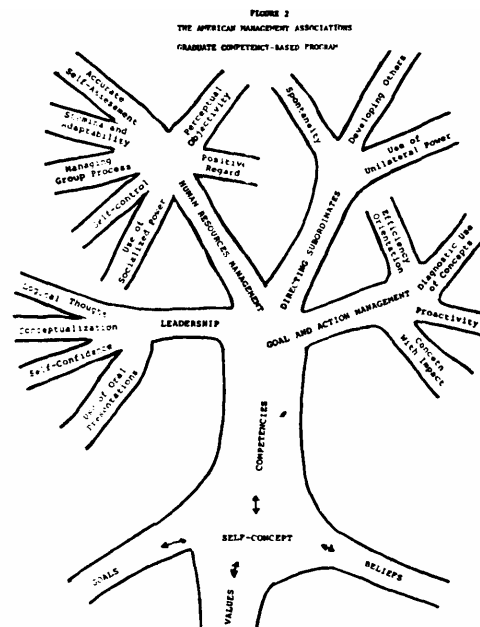 FIGURE 2
THE AMERICAN MANAGEMENT ASSOCIATIONS
GRADUATE COMPETENCY-BASED PROGRAM
Accurate
Self-Assessment
Stamina and
Adaptability
Managing
Group Process
Self-control
Use of
Socialized Power
Perceptual
Objectivity
Positive
Regard
HUMAN RESOURCES MANAGEMENT
Spontaneity
Developing Others
Use of
Unilateral Power
DIRECTING SUBORDINATES
Efficiency
Orientation
Diagnostic Use
of Concepts
Proactivity
Concern
With Impact
GOAL AND ACTION MANAGEMENT
Logical Thought
Conceptualization
Self-Confidence
Use of Oral
Presentations
LEADERSHIP
COMPETENCIES
SELF-CONCEPT
GOALS
VALUES
BELIEFS